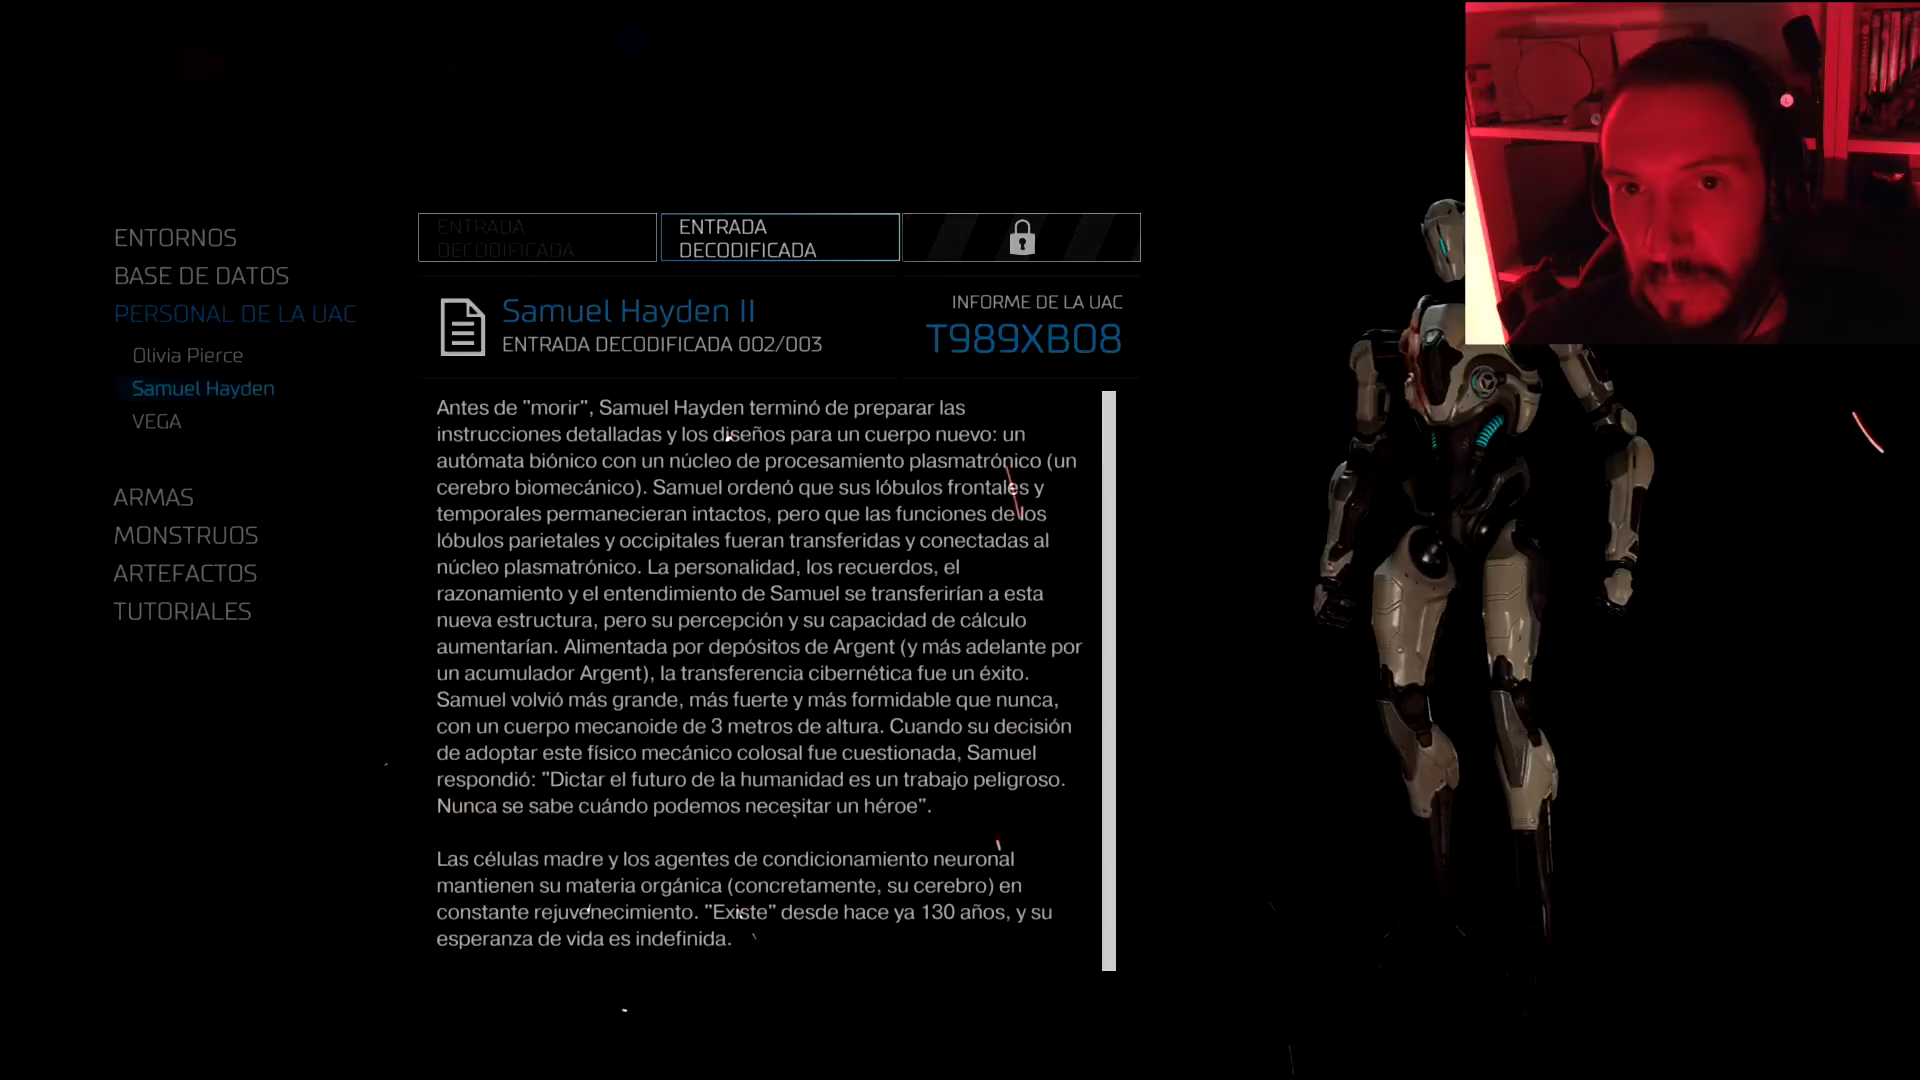 ENTORNOS
BASE DE DATOS
PERSONAL DE LA UAC
Olivia Pierce
Samuel Hayden
VEGA
ARMAS
MONSTRUOS
ARTEFACTOS
TUTORIALES
ENTRADA
DECODIFICADA
ENTRADA
DECODIFICADA
Samuel Hayden II
ENTRADA DECODIFICADA 002/003
INFORME DE LA UAC
T989XB08
Antes de "morir", Samuel Hayden terminó de preparar las
instrucciones detalladas y los diseños para un cuerpo nuevo: un
autómata biónico con un núcleo de procesamiento plasmatrónico (un
cerebro biomecánico). Samuel ordenó que sus lóbulos frontales y
temporales permanecieran intactos, pero que las funciones de los
lóbulos parietales y occipitales fueran transferidas y conectadas al
núcleo plasmatrónico. La personalidad, los recuerdos, el
razonamiento y el entendimiento de Samuel se transferirían a esta
nueva estructura, pero su percepción y su capacidad de cálculo
aumentarían. Alimentada por depósitos de Argent (y más adelante por
un acumulador Argent), la transferencia cibernética fue un éxito.
Samuel volvió más grande, más fuerte y más formidable que nunca,
con un cuerpo mecanoide de 3 metros de altura. Cuando su decisión
de adoptar este físico mecánico colosal fue cuestionada, Samuel
respondió: "Dictar el futuro de la humanidad es un trabajo peligroso.
Nunca se sabe cuándo podemos necesitar un héroe".
Las células madre y los agentes de condicionamiento neuronal
mantienen su materia orgánica (concretamente, su cerebro) en
constante rejuvenecimiento. "Existe" desde hace ya 130 años, y su
esperanza de vida es indefinida.